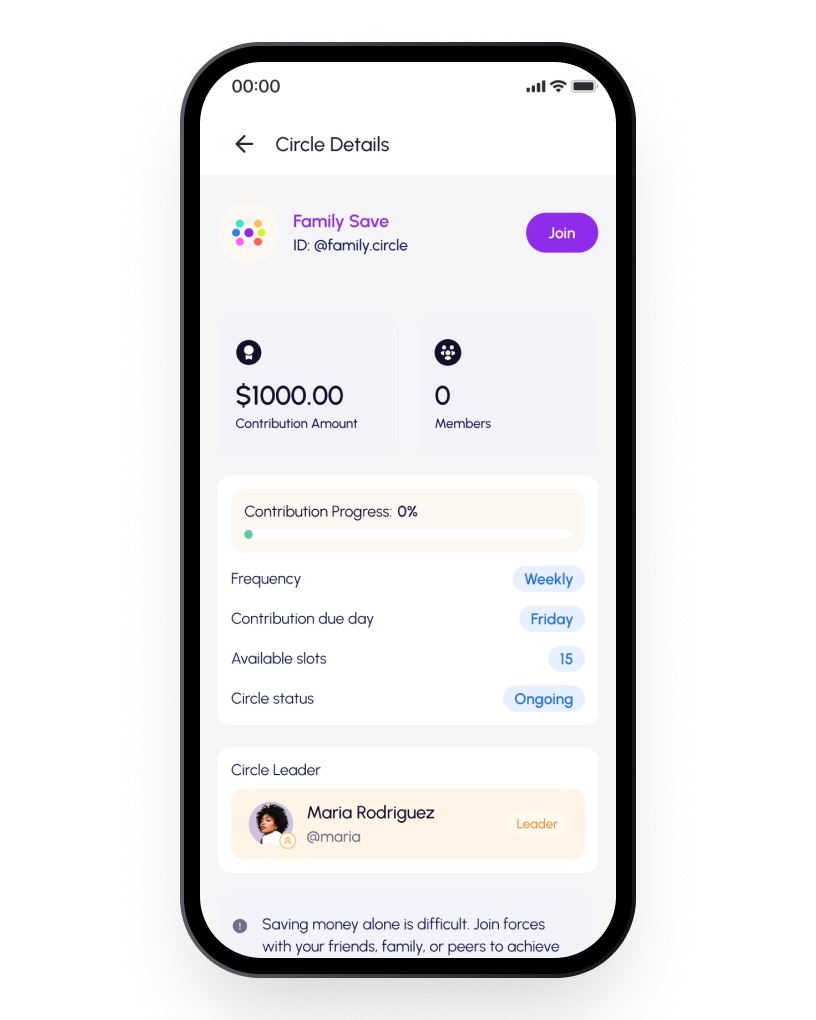 00:00
Circle Details
Family Save
ID: @family.circle
Join
$1000.00
Contribution Amount
0
Members
Contribution Progress: 0%
Frequency
Weekly
Contribution due day
Friday
Available slots
15
Circle status
Ongoing
Circle Leader
Maria Rodriguez
@maria
Leader
Saving money alone is difficult. Join forces
with your friends, family, or peers to achieve